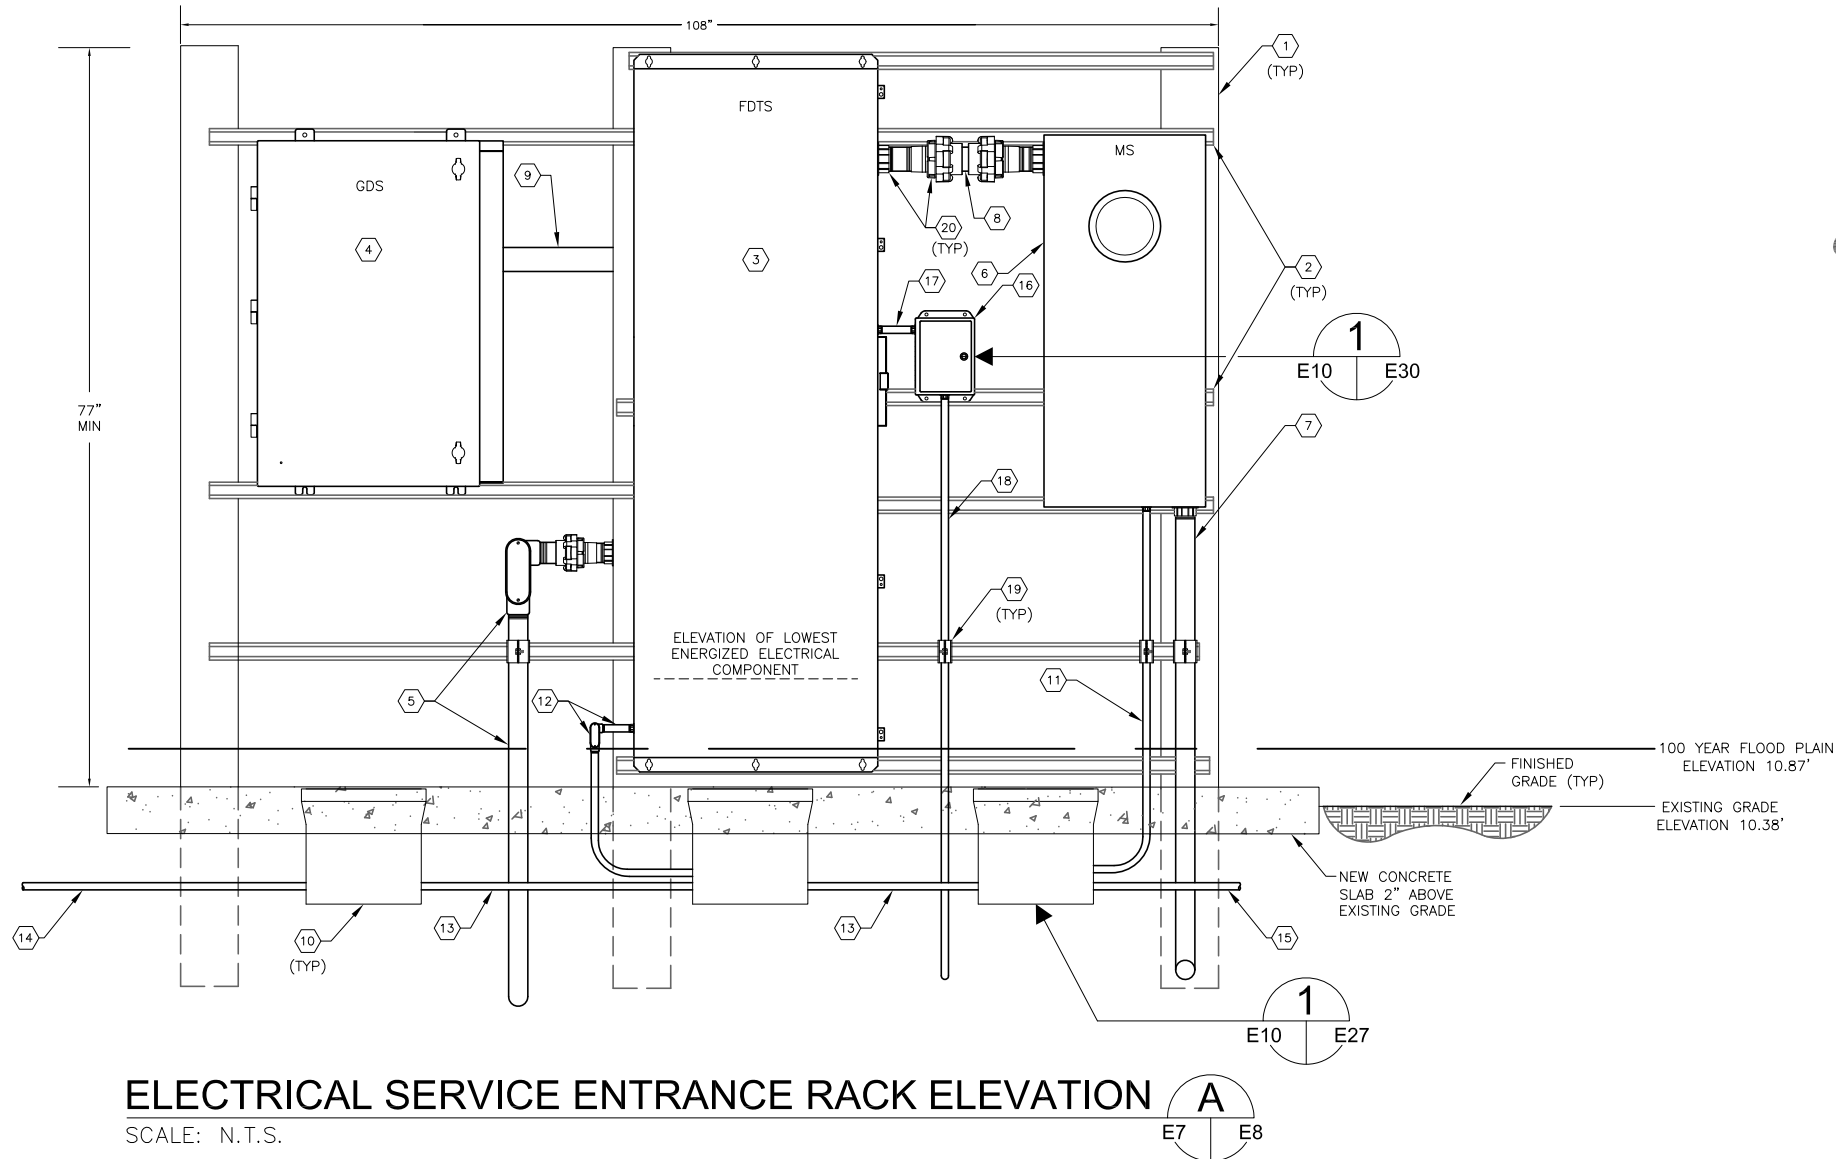 108"
1
(TYP)
FDTS
MS
GDS
9
4
3
20
(TYP)
8
6
17
16
2
(TYP)
1
E10 E30
77"
MIN
7
18
19
(TYP)
ELEVATION OF LOWEST
ENERGIZED ELECTRICAL
COMPONENT
5
12
11
100 YEAR FLOOD PLAIN
ELEVATION 10.87'
FINISHED
GRADE (TYP)
EXISTING GRADE
ELEVATION 10.38'
NEW CONCRETE
SLAB 2" ABOVE
EXISTING GRADE
14
10
(TYP)
13
13
15
1
E10 E27
ELECTRICAL SERVICE ENTRANCE RACK ELEVATION
A
E7 E8
SCALE: N.T.S.